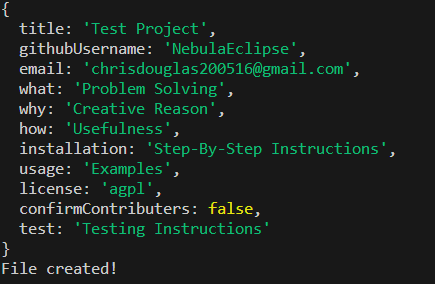 {
  title: 'Test Project',
  githubUsername: 'NebulaEclipse',
  email: 'chrisdouglas200516@gmail.com',
  what: 'Problem Solving',
  why: 'Creative Reason',
  how: 'Usefulness',
  installation: 'Step-By-Step Instructions',
  usage: 'Examples',
  license: 'agpl',
  confirmContributers: false,
  test: 'Testing Instructions'
}
File created!